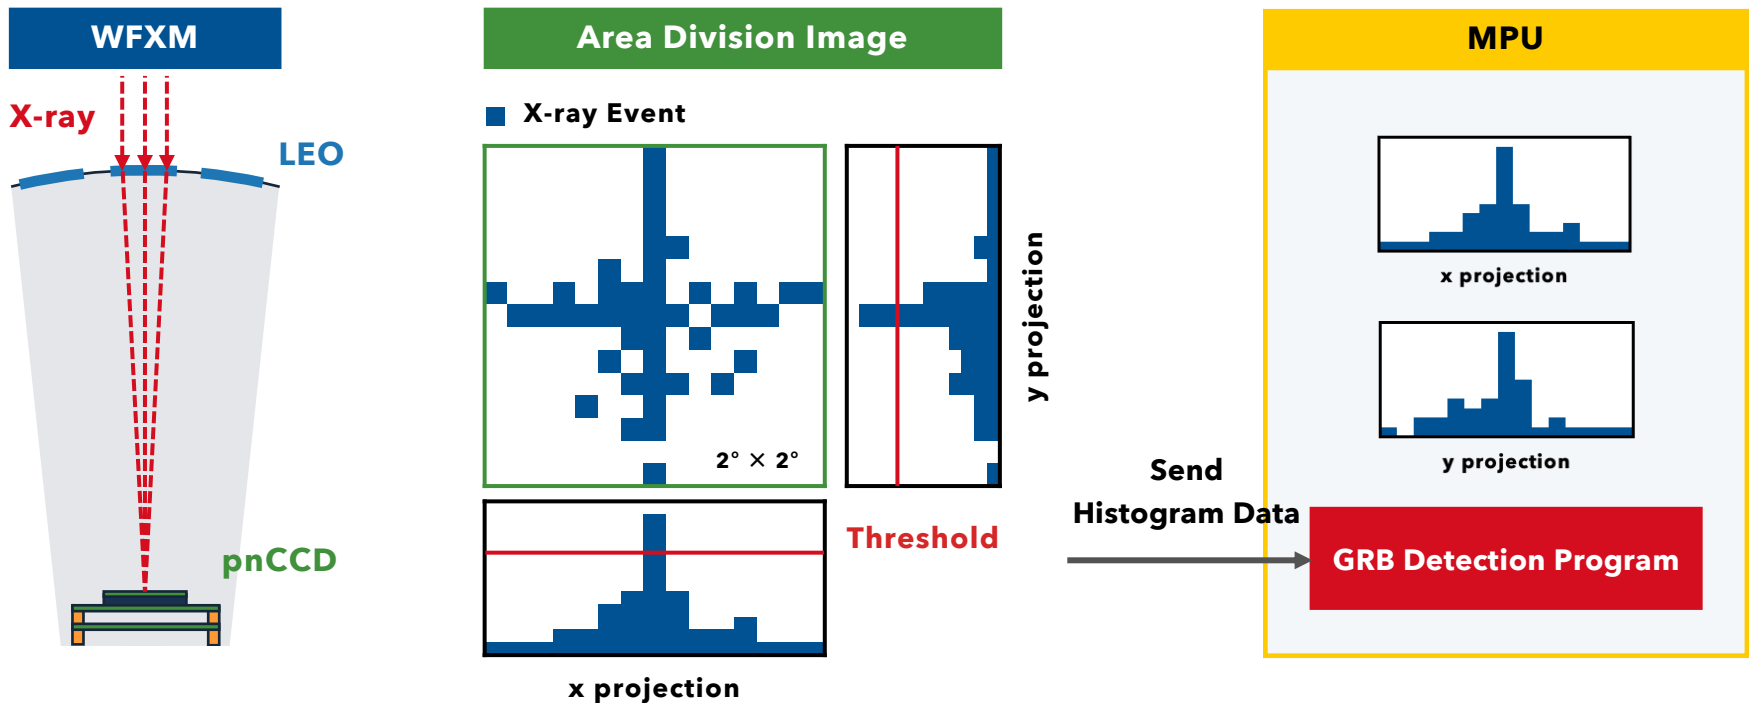 WFXM
X-ray
LEO
pnCCD
Area Division Image
X-ray Event
2° × 2°
y projection
x projection
Threshold
Send
Histogram Data
MPU
x projection
y projection
GRB Detection Program